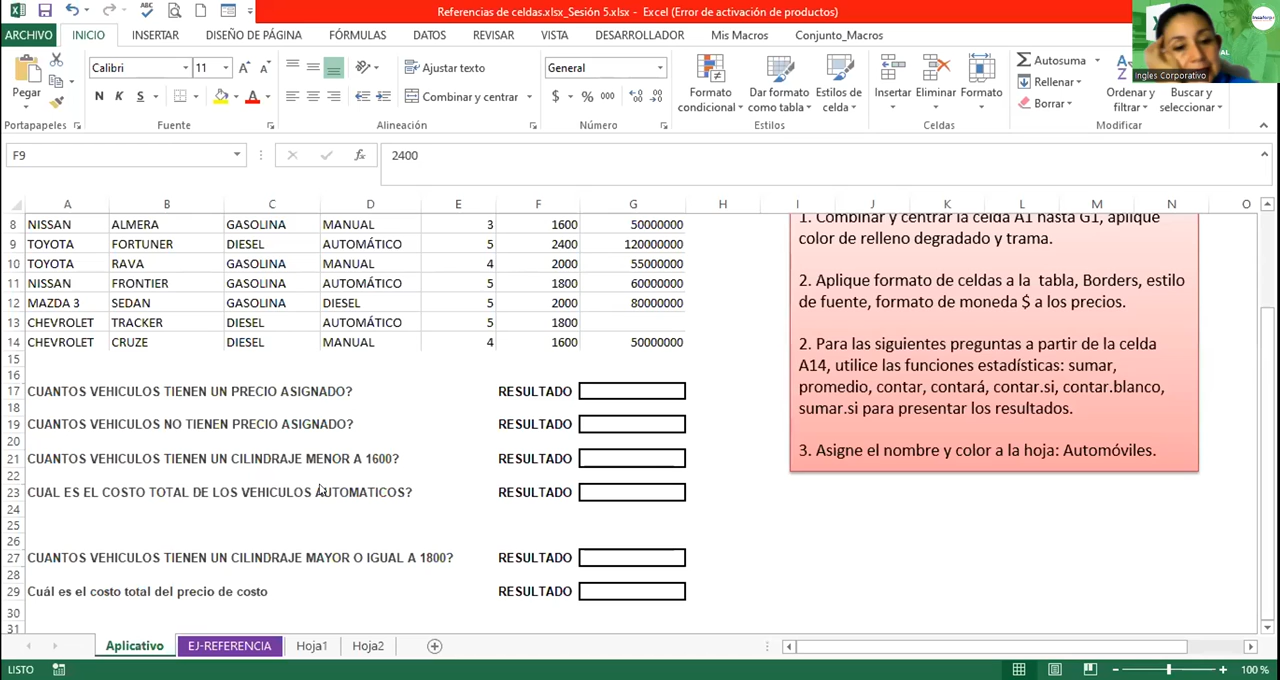 Referencias de celdas.xlsx_Sesión 5.xlsx - Excel (Error de activación de productos)
ARCHIVO INICIO INSERTAR DISEÑO DE PÁGINA FÓRMULAS DATOS REVISAR VISTA DESARROLLADOR Mis Macros Conjunto_Macros
Ingles Corporativo
Pegar
Calibri 11
Ajustar texto
General
Formato condicional
Dar formato como tabla
Estilos de celda
Insertar Eliminar Formato
Autosuma
Rellenar
Borrar
Ordenar y filtrar
Buscar y seleccionar
N K S
Combinar y centrar
$ % 000
Portapapeles Fuente Alineación Número Estilos Celdas Modificar
F9 fx 2400
A B C D E F G H I J K L M N O
8 NISSAN ALMERA GASOLINA MANUAL 3 1600 50000000
9 TOYOTA FORTUNER DIESEL AUTOMÁTICO 5 2400 120000000
10 TOYOTA RAVA GASOLINA MANUAL 4 2000 55000000
11 NISSAN FRONTIER GASOLINA AUTOMÁTICO 5 1800 60000000
12 MAZDA 3 SEDAN GASOLINA DIESEL 5 2000 80000000
13 CHEVROLET TRACKER DIESEL AUTOMÁTICO 5 1800
14 CHEVROLET CRUZE DIESEL MANUAL 4 1600 50000000
15
16
17 CUANTOS VEHICULOS TIENEN UN PRECIO ASIGNADO? RESULTADO
18
19 CUANTOS VEHICULOS NO TIENEN PRECIO ASIGNADO? RESULTADO
20
21 CUANTOS VEHICULOS TIENEN UN CILINDRAJE MENOR A 1600? RESULTADO
22
23 CUAL ES EL COSTO TOTAL DE LOS VEHICULOS AUTOMATICOS? RESULTADO
24
25
26
27 CUANTOS VEHICULOS TIENEN UN CILINDRAJE MAYOR O IGUAL A 1800? RESULTADO
28
29 Cuál es el costo total del precio de costo RESULTADO
30
31
1. Combinar y centrar la celda A1 hasta G1, aplique
color de relleno degradado y trama.
2. Aplique formato de celdas a la tabla, Borders, estilo
de fuente, formato de moneda $ a los precios.
2. Para las siguientes preguntas a partir de la celda
A14, utilice las funciones estadísticas: sumar,
promedio, contar, contará, contar.si, contar.blanco,
sumar.si para presentar los resultados.
3. Asigne el nombre y color a la hoja: Automóviles.
Aplicativo EJ-REFERENCIA Hoja1 Hoja2
LISTO 100 %